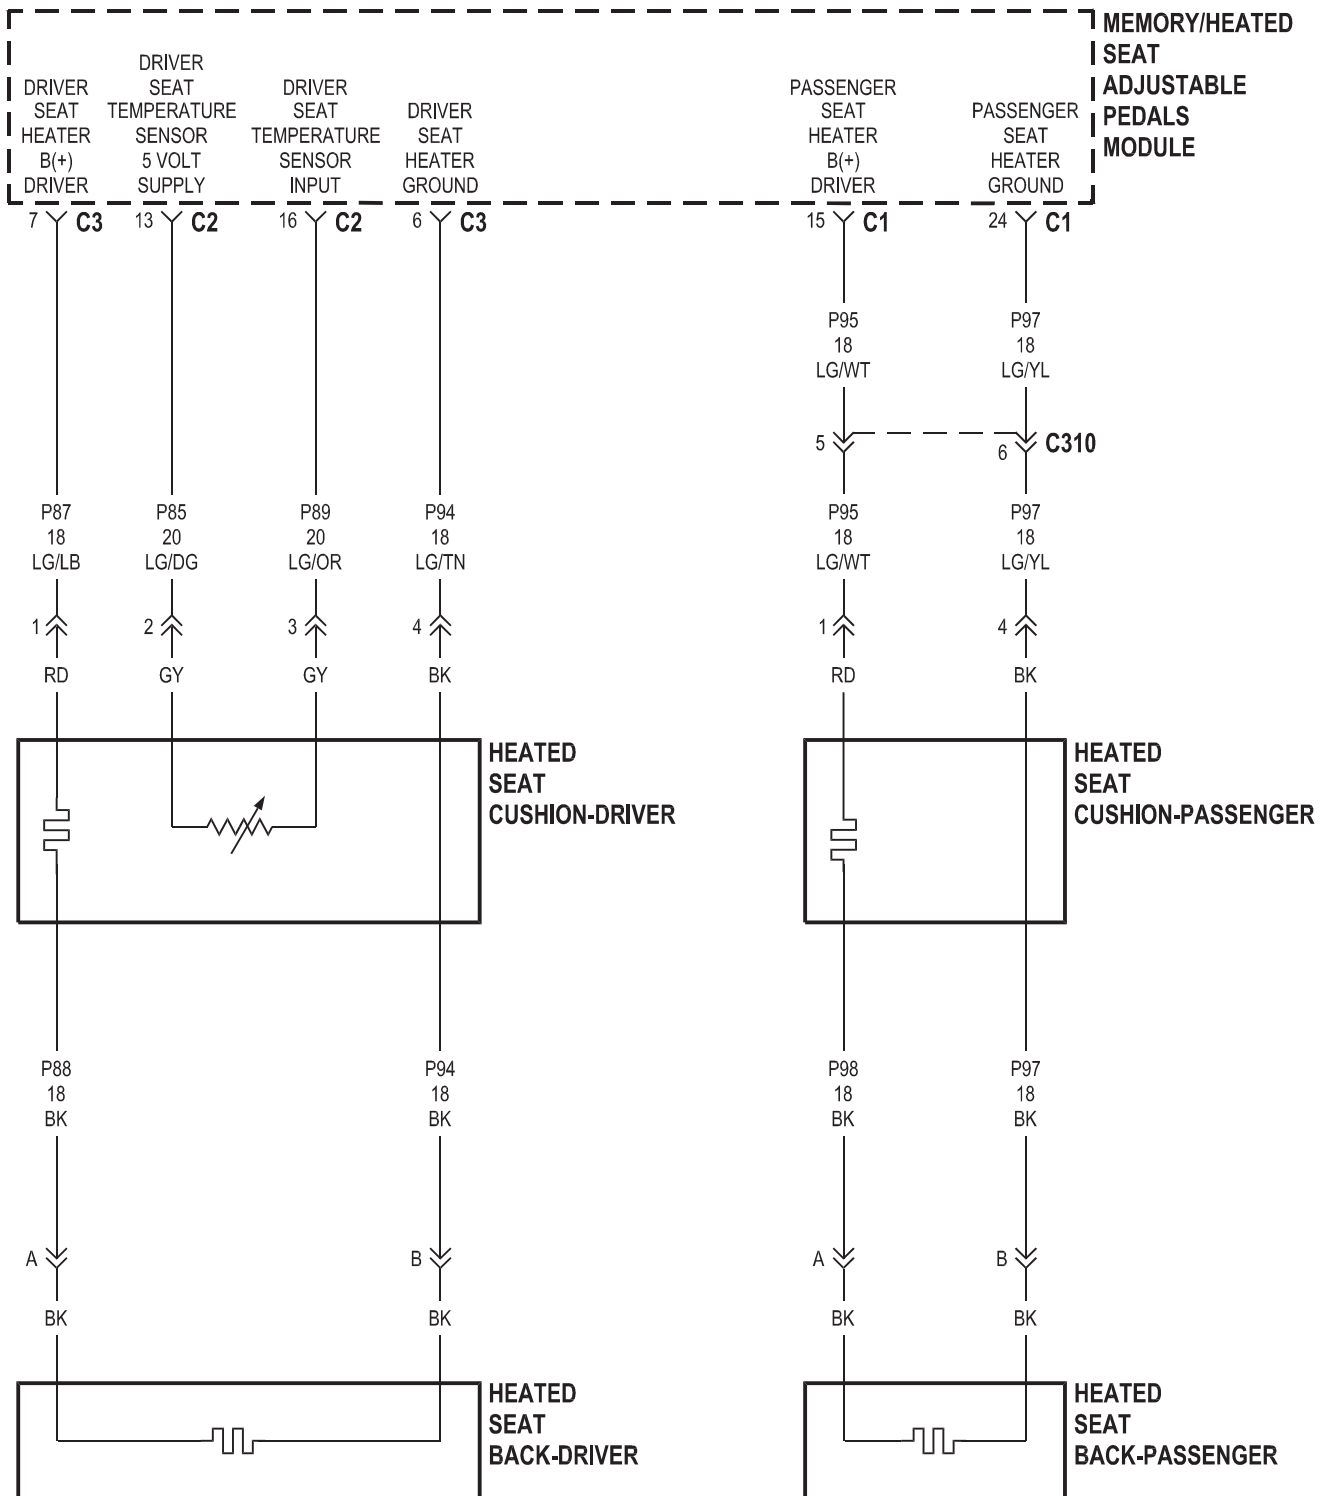 MEMORY/HEATED
SEAT
ADJUSTABLE
PEDALS
MODULE
DRIVER
SEAT
HEATER
B(+)
DRIVER
DRIVER
SEAT
TEMPERATURE
SENSOR
5 VOLT
SUPPLY
DRIVER
SEAT
TEMPERATURE
SENSOR
INPUT
DRIVER
SEAT
HEATER
GROUND
PASSENGER
SEAT
HEATER
B(+)
DRIVER
PASSENGER
SEAT
HEATER
GROUND
7 C3
13 C2
16 C2
6 C3
15 C1
24 C1
P95
18
LG/WT
P97
18
LG/YL
5
6
C310
P87
18
LG/LB
P85
20
LG/DG
P89
20
LG/OR
P94
18
LG/TN
P95
18
LG/WT
P97
18
LG/YL
1
2
3
4
1
4
RD
GY
GY
BK
RD
BK
HEATED
SEAT
CUSHION-DRIVER
HEATED
SEAT
CUSHION-PASSENGER
P88
18
BK
P94
18
BK
P98
18
BK
P97
18
BK
A
B
A
B
BK
BK
BK
BK
HEATED
SEAT
BACK-DRIVER
HEATED
SEAT
BACK-PASSENGER